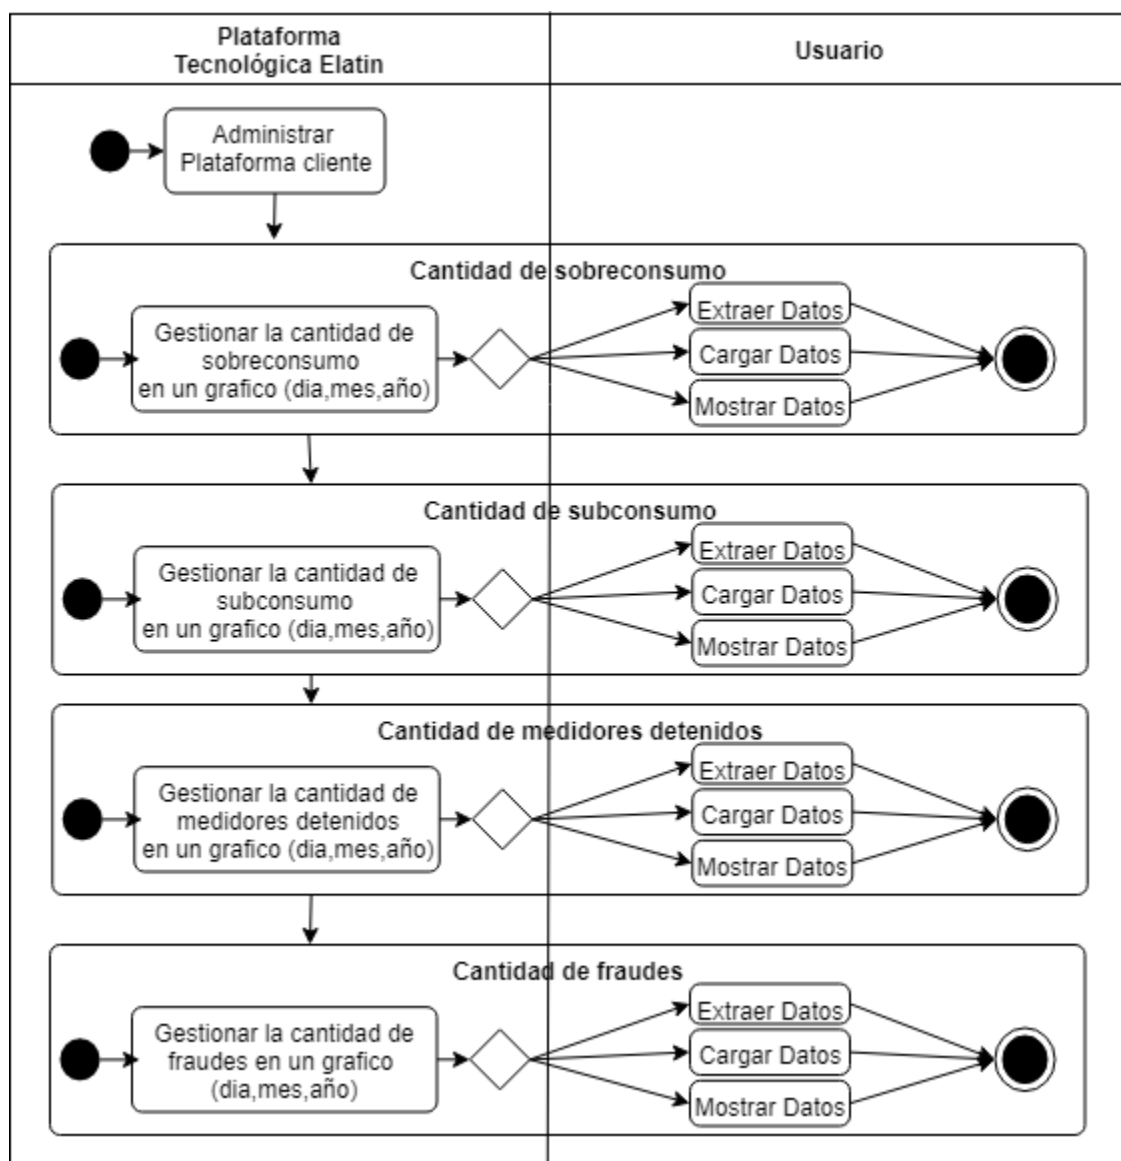 Plataforma
Tecnológica Elatin
Usuario
Administrar
Plataforma cliente
Cantidad de sobreconsumo
Gestionar la cantidad de
sobreconsumo
en un grafico (dia,mes,año)
Extraer Datos
Cargar Datos
Mostrar Datos
Cantidad de subconsumo
Gestionar la cantidad de
subconsumo
en un grafico (dia,mes,año)
Extraer Datos
Cargar Datos
Mostrar Datos
Cantidad de medidores detenidos
Gestionar la cantidad de
medidores detenidos
en un grafico (dia,mes,año)
Extraer Datos
Cargar Datos
Mostrar Datos
Cantidad de fraudes
Gestionar la cantidad de
fraudes en un grafico
(dia,mes,año)
Extraer Datos
Cargar Datos
Mostrar Datos